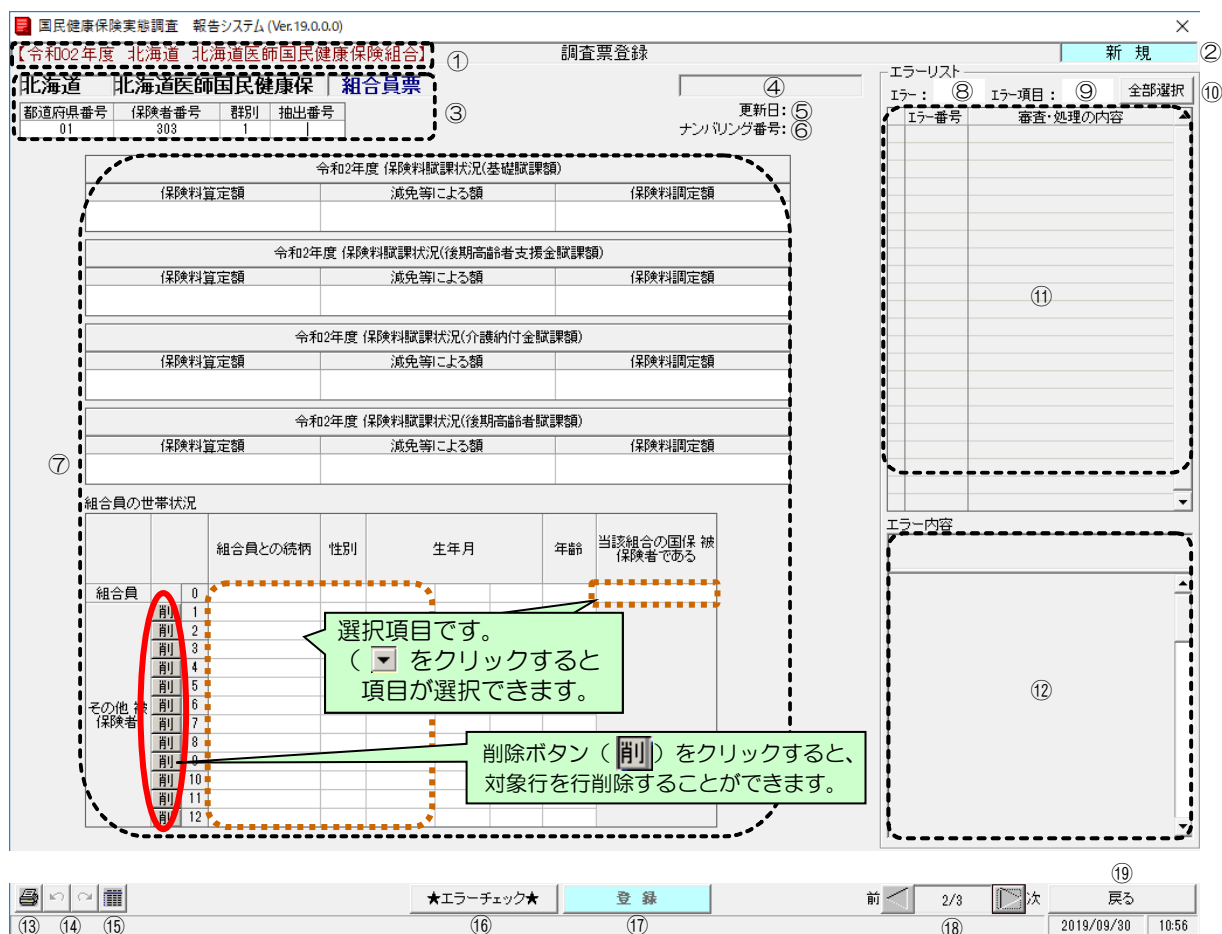 国民健康保険実態調査 報告システム (Ver.19.0.0.0)
【令和02年度 北海道 北海道医師国民健康保険組合】
①
調査票登録
新 規
②
北海道 北海道医師国民健康保 組合員票
都道府県番号 保険者番号 群別 抽出番号
01 303 1
③
④
更新日：⑤
ナンバリング番号：⑥
エラーリスト
エラー： ⑧ エラー項目： ⑨ 全部選択 ⑩
エラー番号 審査・処理の内容
⑪
令和2年度 保険料賦課状況(基礎賦課額)
保険料算定額 減免等による額 保険料調定額
令和2年度 保険料賦課状況(後期高齢者支援金賦課額)
保険料算定額 減免等による額 保険料調定額
令和2年度 保険料賦課状況(介護納付金賦課額)
保険料算定額 減免等による額 保険料調定額
令和2年度 保険料賦課状況(後期高齢者賦課額)
保険料算定額 減免等による額 保険料調定額
⑦
組合員の世帯状況
組合員との続柄 性別 生年月 年齢 当該組合の国保 被
保険者である
組合員 0
削 1
削 2
削 3
削 4
削 5
その他 被
保険者
削 6
削 7
削 8
削 9
削 10
削 11
削 12
選択項目です。
（ をクリックすると
項目が選択できます。
削除ボタン（削）をクリックすると、
対象行を行削除することができます。
エラー内容
⑫
⑬ ⑭ ⑮
★エラーチェック★
⑯
登 録
⑰
前 2/3 次
⑱
⑲
戻る
2019/09/30 10:56